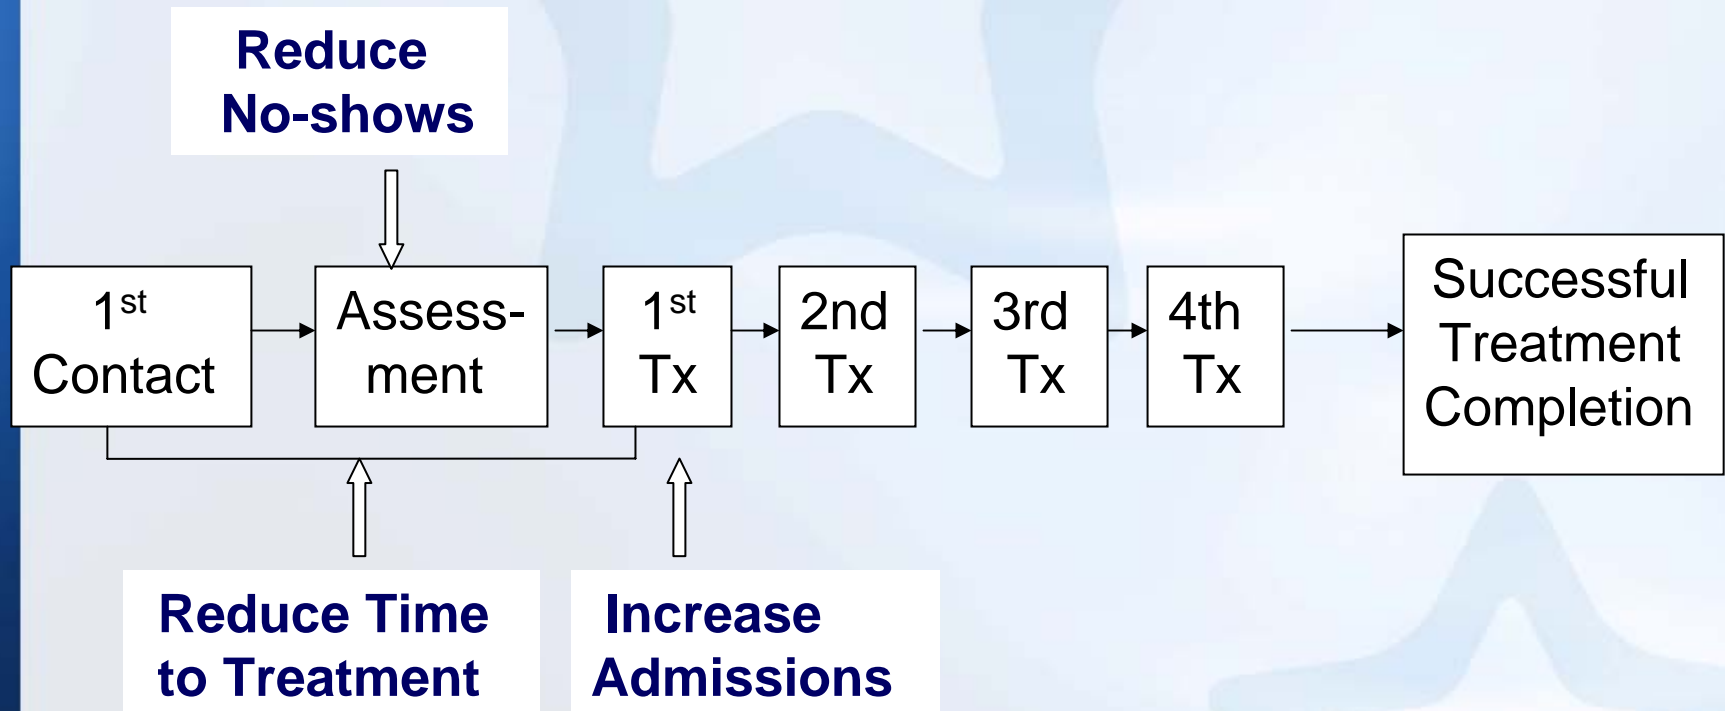 Reduce
No-shows
1st
Contact
Assess-
ment
1st
Tx
2nd
Tx
3rd
Tx
4th
Tx
Successful
Treatment
Completion
Reduce Time
to Treatment
Increase
Admissions